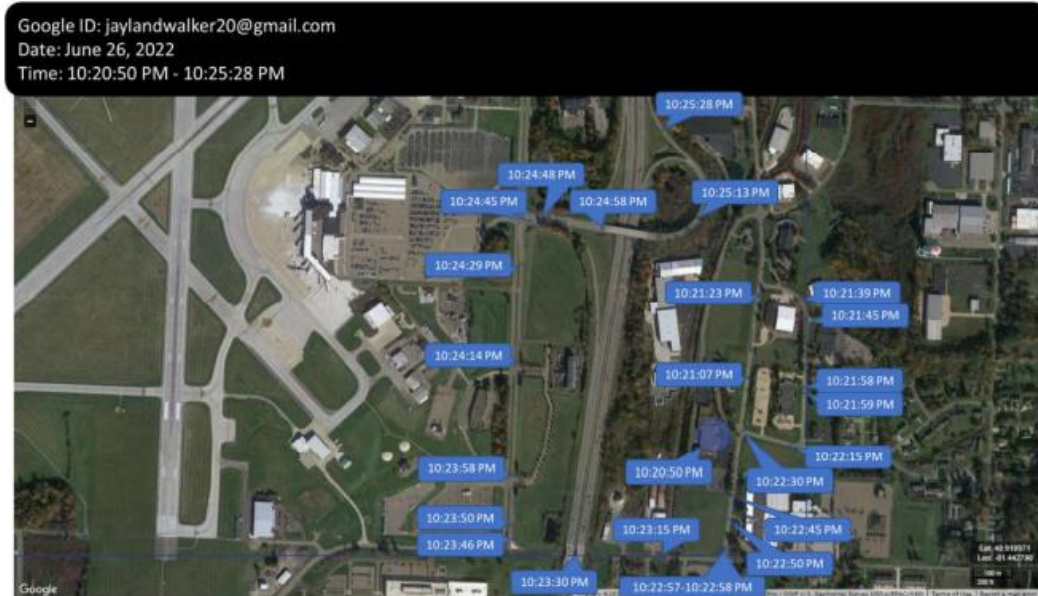 Google ID: jaylandwalker20@gmail.com
Date: June 26, 2022
Time: 10:20:50 PM - 10:25:28 PM
10:25:28 PM
10:24:48 PM
10:24:45 PM
10:24:58 PM
10:25:13 PM
10:24:29 PM
10:21:23 PM
10:21:39 PM
10:21:45 PM
10:24:14 PM
10:21:07 PM
10:21:58 PM
10:21:59 PM
10:22:15 PM
10:23:58 PM
10:20:50 PM
10:22:30 PM
10:23:50 PM
10:23:15 PM
10:22:45 PM
10:23:46 PM
10:22:50 PM
10:23:30 PM
10:22:57-10:22:58 PM
Google
100 m
Terms of Use